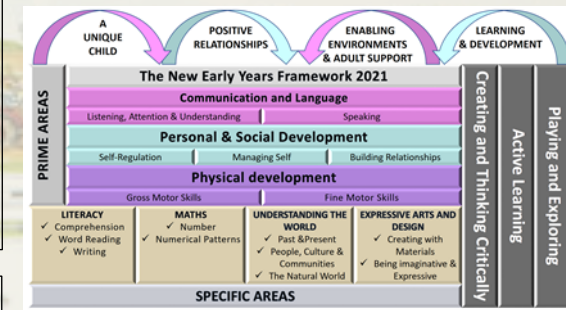 A
UNIQUE
CHILD
POSITIVE
RELATIONSHIPS
ENABLING
ENVIRONMENTS
& ADULT SUPPORT
LEARNING
& DEVELOPMENT
The New Early Years Framework 2021
PRIME AREAS
Communication and Language
Listening, Attention & Understanding
Speaking
Personal & Social Development
Self-Regulation
Managing Self
Building Relationships
Physical development
Gross Motor Skills
Fine Motor Skills
LITERACY
✓ Comprehension
✓ Word Reading
✓ Writing
MATHS
✓ Number
✓ Numerical Patterns
UNDERSTANDING THE
WORLD
✓ Past &Present
✓ People, Culture &
Communities
✓ The Natural World
EXPRESSIVE ARTS AND
DESIGN
✓ Creating with
Materials
✓ Being imaginative &
Expressive
SPECIFIC AREAS
Creating and Thinking Critically
Active Learning
Playing and Exploring